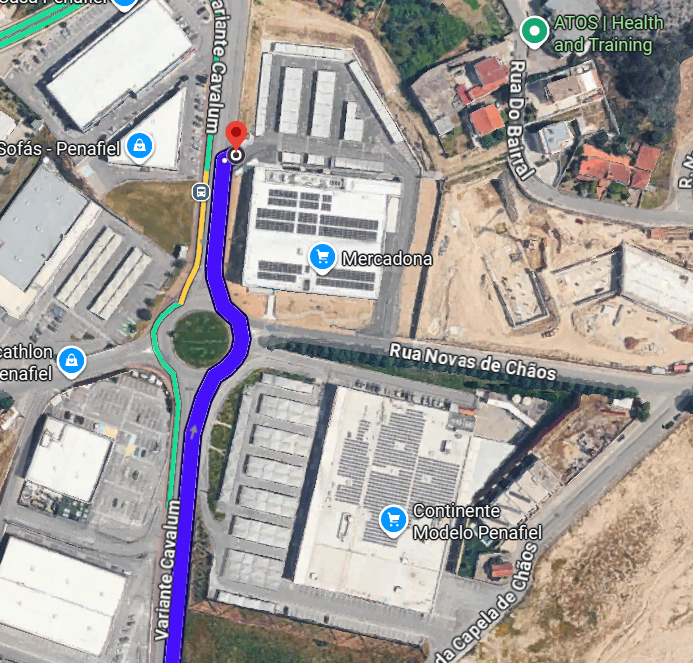 Penafiel
ATOS | Health
and Training
Variante Cavalum
Rua Do Bairral
Sofás - Penafiel
Mercadona
Rua Novas de Chãos
cathlon
enafiel
Continente
Modelo Penafiel
Variante Cavalum
da Capela de Chãos